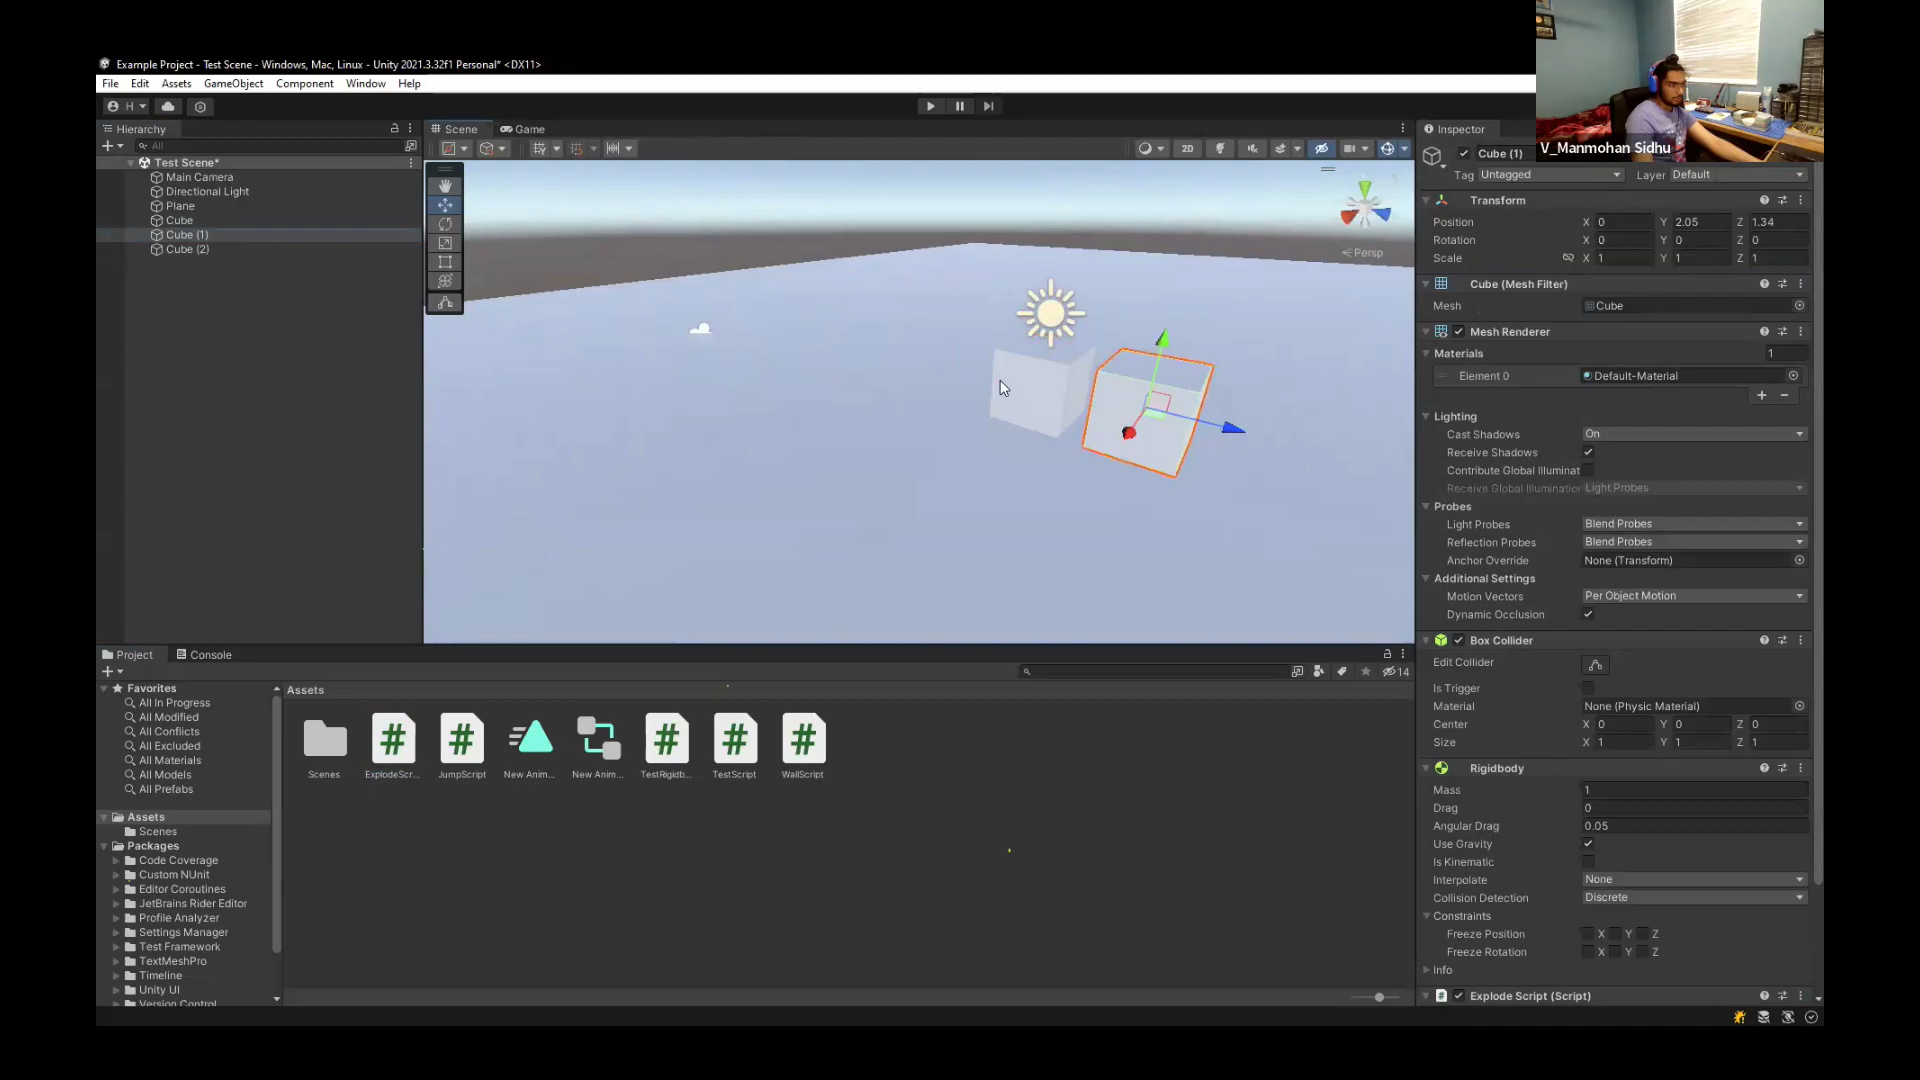 Example Project - Test Scene - Windows, Mac, Linux - Unity 2021.3.32f1 Personal* <DX11>
File Edit Assets GameObject Component Window Help
H
Hierarchy
All
Test Scene*
Main Camera
Directional Light
Plane
Cube
Cube (1)
Cube (2)
Scene Game
2D
Persp
V_Manmohan Sidhu
Inspector
Cube (1)
Tag Untagged Layer Default
Transform
Position X 0 Y 2.05 Z 1.34
Rotation X 0 Y 0 Z 0
Scale X 1 Y 1 Z 1
Cube (Mesh Filter)
Mesh Cube
Mesh Renderer
Materials 1
Element 0 Default-Material
Lighting
Cast Shadows On
Receive Shadows
Contribute Global Illuminat
Receive Global Illumination Light Probes
Probes
Light Probes Blend Probes
Reflection Probes Blend Probes
Anchor Override None (Transform)
Additional Settings
Motion Vectors Per Object Motion
Dynamic Occlusion
Box Collider
Edit Collider
Is Trigger
Material None (Physic Material)
Center X 0 Y 0 Z 0
Size X 1 Y 1 Z 1
Rigidbody
Mass 1
Drag 0
Angular Drag 0.05
Use Gravity
Is Kinematic
Interpolate None
Collision Detection Discrete
Constraints
Freeze Position X Y Z
Freeze Rotation X Y Z
Info
Explode Script (Script)
Project Console
14
Favorites
All In Progress
All Modified
All Conflicts
All Excluded
All Materials
All Models
All Prefabs
Assets
Scenes
Packages
Code Coverage
Custom NUnit
Editor Coroutines
JetBrains Rider Editor
Profile Analyzer
Settings Manager
Test Framework
TextMeshPro
Timeline
Unity UI
Version Control
Assets
Scenes ExplodeScr... JumpScript New Anim... New Anim... TestRigidb... TestScript WallScript